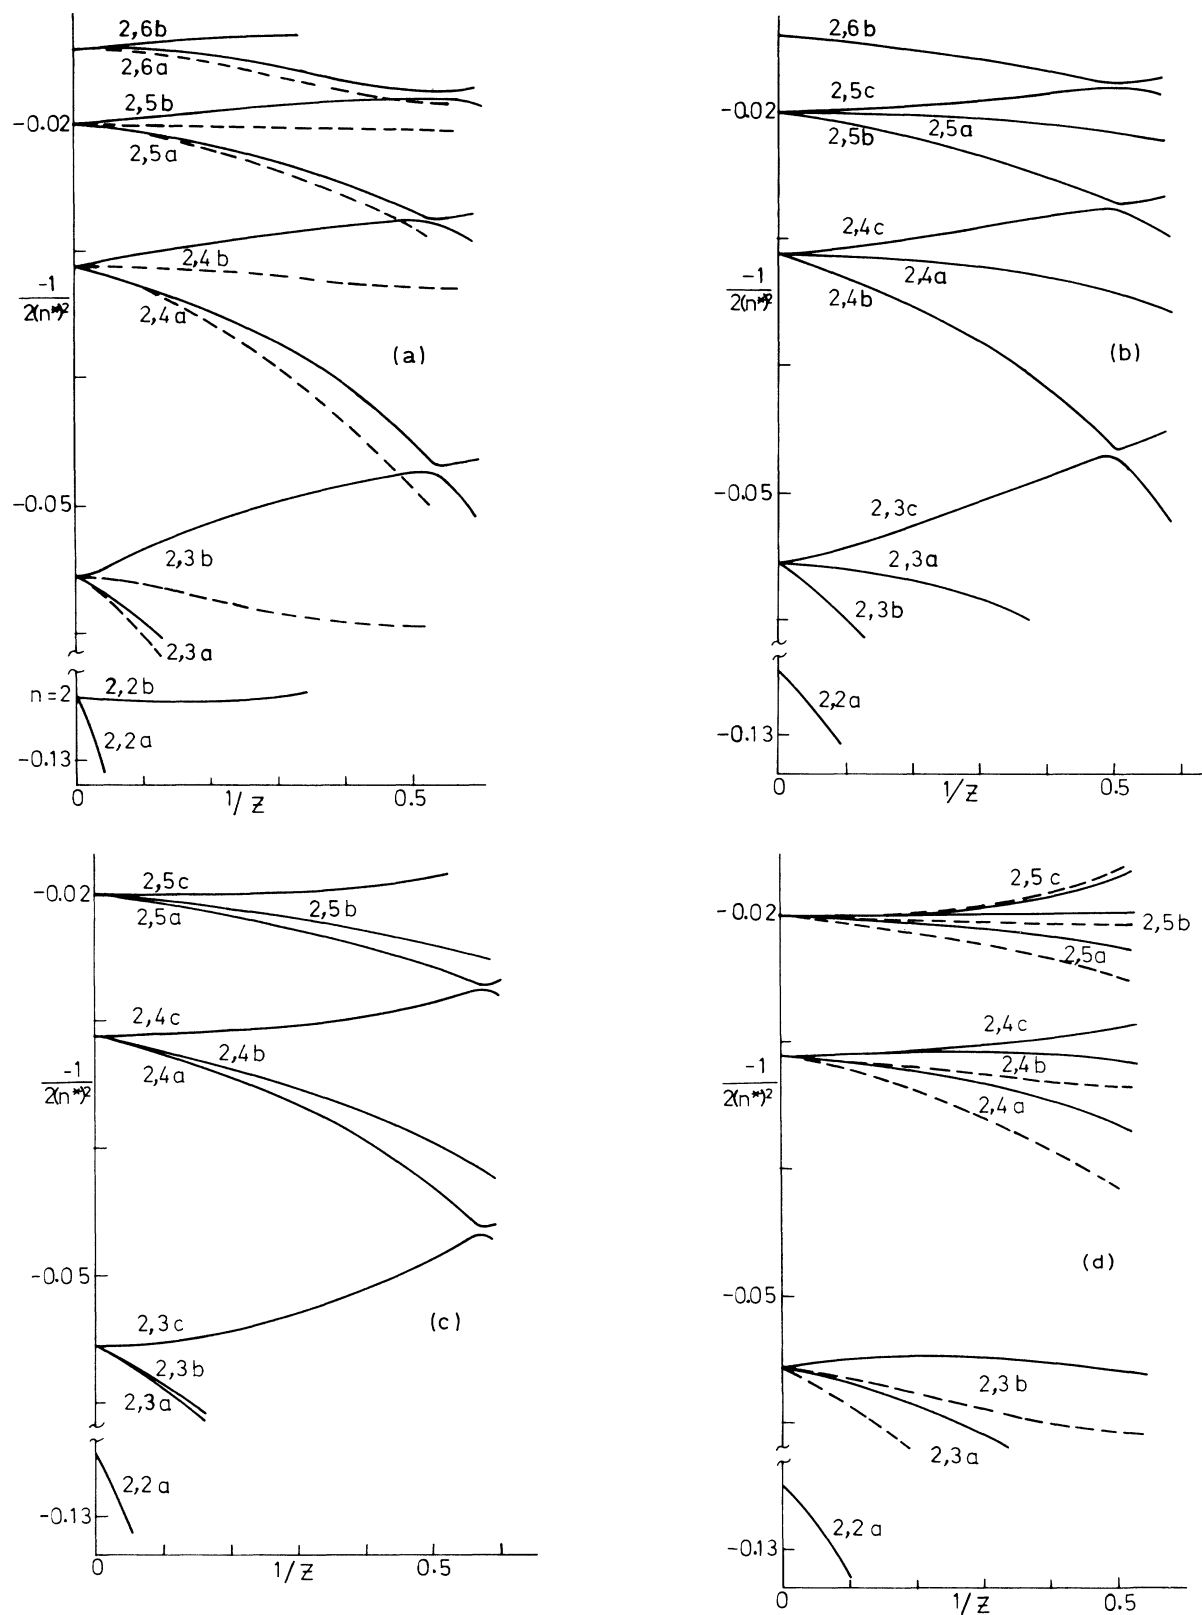 2,6b
2,6a
2,5b
-0.02
2,5a
2,4b
-1
2(n*)²
2,4a
(a)
-0.05
2,3b
2,3a
n=2
2,2b
2,2a
-0.13
0
1/Z
0.5
2,6b
2,5c
-0.02
2,5a
2,5b
2,4c
-1
2(n*)²
2,4a
2,4b
(b)
-0.05
2,3c
2,3a
2,3b
2,2a
-0.13
0
1/Z
0.5
-0.02
2,5c
2,5b
2,5a
2,4c
2,4b
2,4a
-1
2(n*)²
-0.05
2,3c
(c)
2,3b
2,3a
2,2a
-0.13
0
1/Z
0.5
2,5c
-0.02
2,5b
2,5a
2,4c
2,4b
-1
2(n*)²
2,4a
(d)
-0.05
2,3b
2,3a
2,2a
-0.13
0
1/Z
0.5